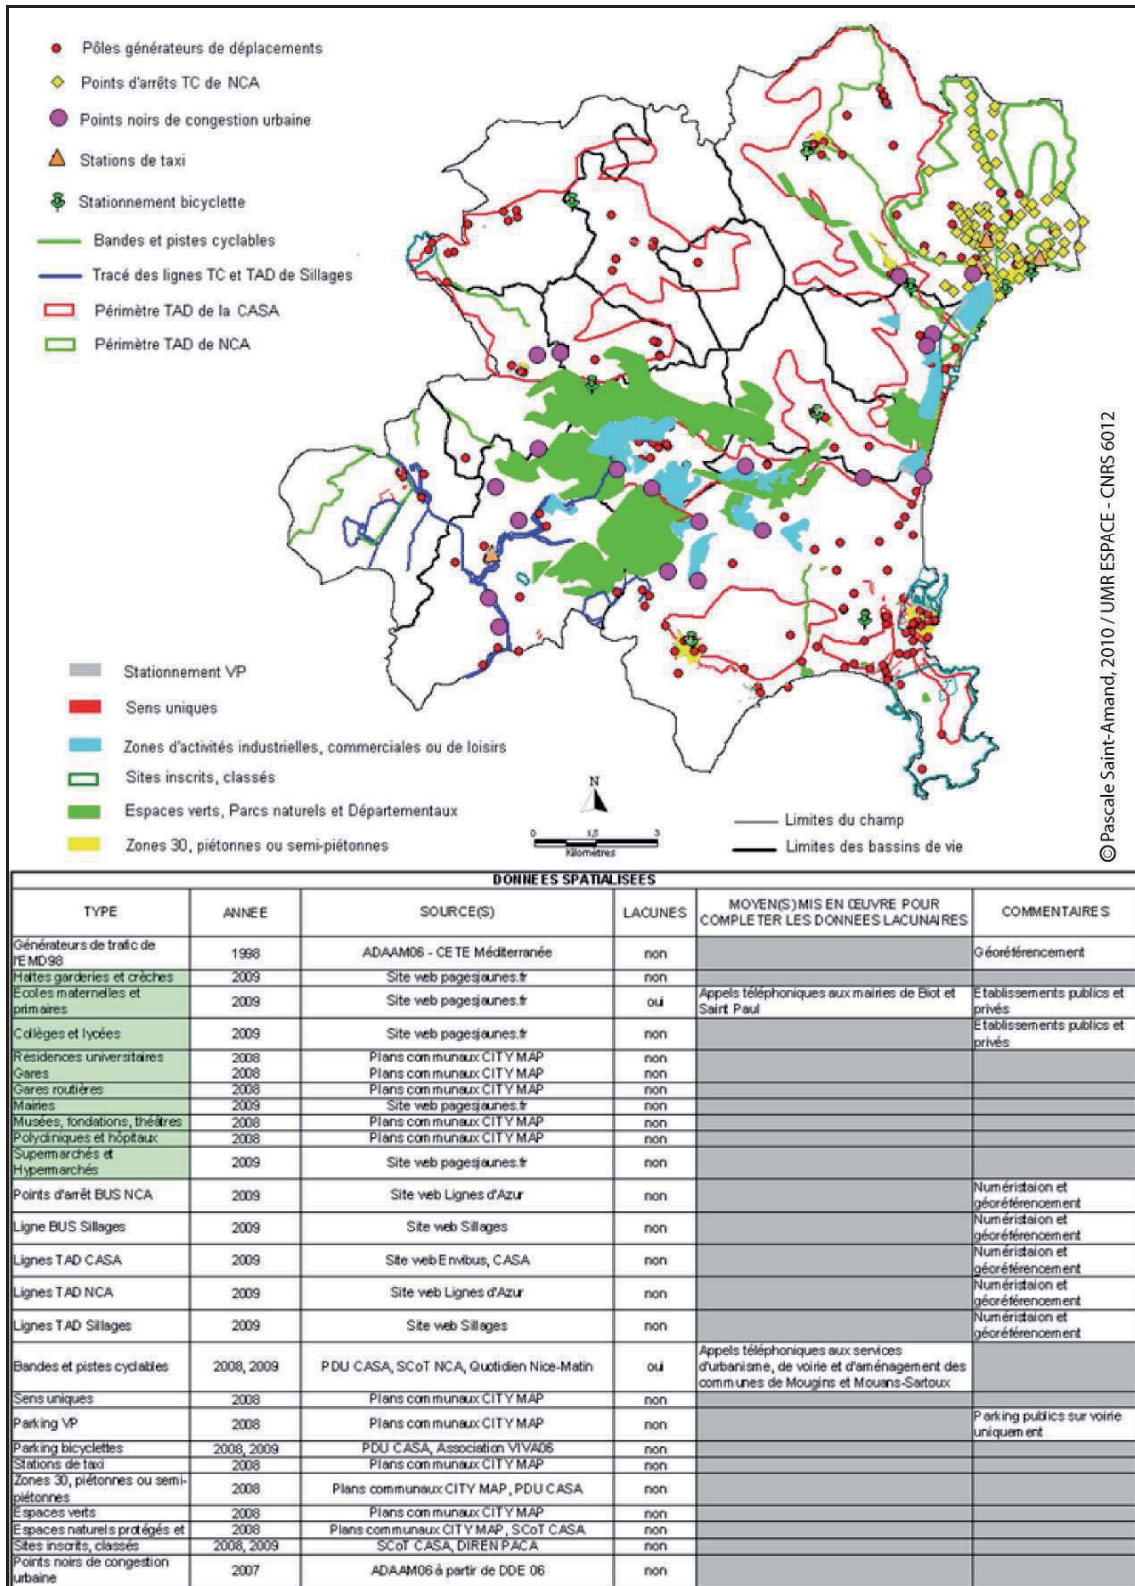 Pôles générateurs de déplacements
Points d'arrêts TC de NCA
Points noirs de congestion urbaine
Stations de taxi
Stationnement bicyclette
Bandes et pistes cyclables
Tracé des lignes TC et TAD de Sillages
Périmètre TAD de la CASA
Périmètre TAD de NCA
Stationnement VP
Sens uniques
Zones d'activités industrielles, commerciales ou de loisirs
Sites inscrits, classés
Espaces verts, Parcs naturels et Départementaux
Zones 30, piétonnes ou semi-piétonnes
N
0 1,5 3
Kilomètres
Limites du champ
Limites des bassins de vie
©Pascale Saint-Amand, 2010 / UMR ESPACE - CNRS 6012
DONNEES SPATIALISEES
TYPE ANNEE SOURCE(S) LACUNES MOYEN(S) MIS EN ŒUVRE POUR COMPLETER LES DONNEES LACUNAIRES COMMENTAIRES
Générateurs de trafic de l'EMD98 1998 ADAAM06 - CETE Méditerranée non Géoréférencement
Haltes garderies et crèches 2009 Site web pagesjaunes.fr non
Ecoles maternelles et primaires 2009 Site web pagesjaunes.fr oui Appels téléphoniques aux mairies de Biot et Saint Paul Etablissements publics et privés
Collèges et lycées 2009 Site web pagesjaunes.fr non Etablissements publics et privés
Résidences universitaires 2008 Plans communaux CITY MAP non
Gares 2008 Plans communaux CITY MAP non
Gares routières 2008 Plans communaux CITY MAP non
Mairies 2009 Site web pagesjaunes.fr non
Musées, fondations, théâtres 2008 Plans communaux CITY MAP non
Polycliniques et hôpitaux 2008 Plans communaux CITY MAP non
Supermarchés et Hypermarchés 2009 Site web pagesjaunes.fr non
Points d'arrêt BUS NCA 2009 Site web Lignes d'Azur non Numéristaion et géoréférencement
Ligne BUS Sillages 2009 Site web Sillages non Numéristaion et géoréférencement
Lignes TAD CASA 2009 Site web Envibus, CASA non Numéristaion et géoréférencement
Lignes TAD NCA 2009 Site web Lignes d'Azur non Numéristaion et géoréférencement
Lignes TAD Sillages 2009 Site web Sillages non Numéristaion et géoréférencement
Bandes et pistes cyclables 2008, 2009 PDU CASA, SCoT NCA, Quotidien Nice-Matin oui Appels téléphoniques aux services d'urbanisme, de voirie et d'aménagement des communes de Mougins et Mouans-Sartoux
Sens uniques 2008 Plans communaux CITY MAP non
Parking VP 2008 Plans communaux CITY MAP non Parking publics sur voirie uniquement
Parking bicyclettes 2008, 2009 PDU CASA, Association VIVA06 non
Stations de taxi 2008 Plans communaux CITY MAP non
Zones 30, piétonnes ou semi-piétonnes 2008 Plans communaux CITY MAP, PDU CASA non
Espaces verts 2008 Plans communaux CITY MAP non
Espaces naturels protégés et 2008 Plans communaux CITY MAP, SCoT CASA non
Sites inscrits, classés 2008, 2009 SCoT CASA, DIREN PACA non
Points noirs de congestion urbaine 2007 ADAAM06 à partir de DDE 06 non